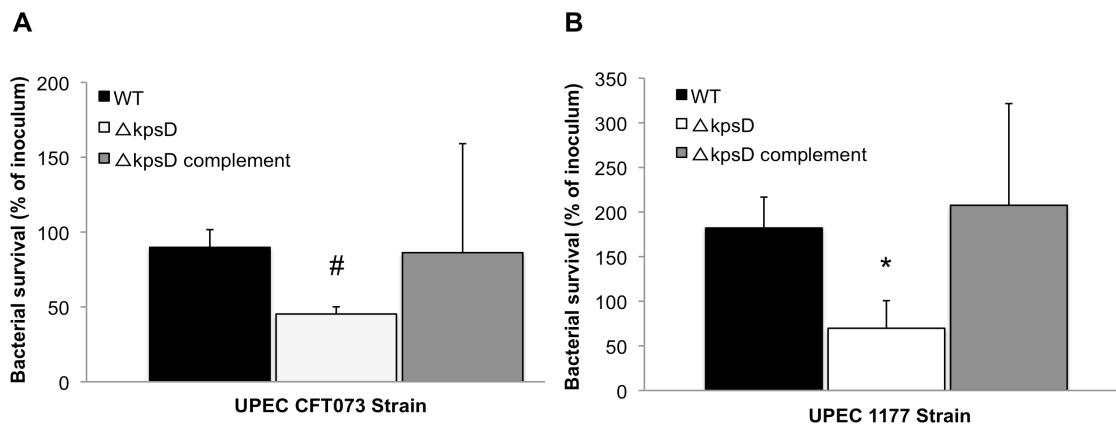 A
Bacterial survival (% of inoculum)
200
150
100
50
0
WT
△kpsD
△kpsD complement
#
UPEC CFT073 Strain
B
Bacterial survival (% of inoculum)
350
300
250
200
150
100
50
0
WT
△kpsD
△kpsD complement
*
UPEC 1177 Strain